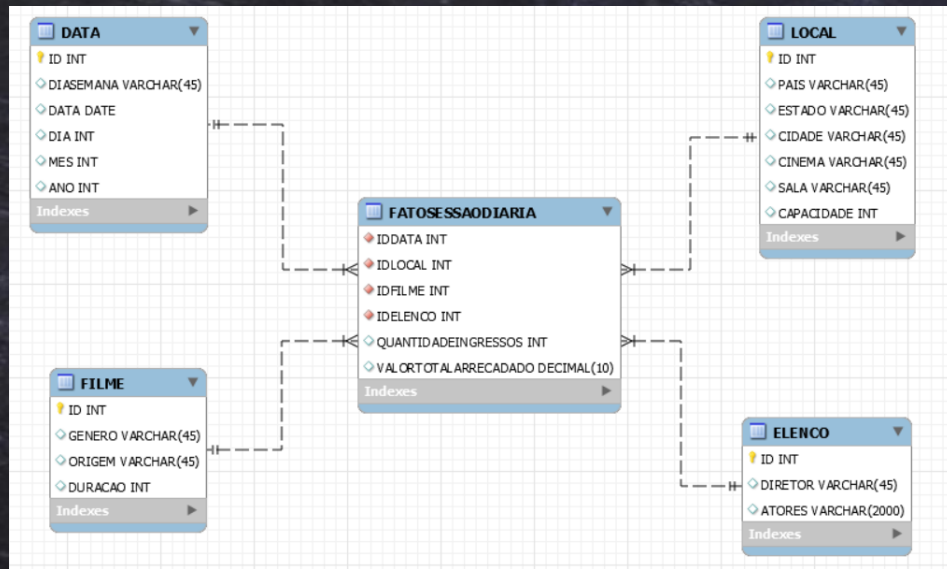 DATA
ID INT
DIASEMANA VARCHAR(45)
DATA DATE
DIA INT
MES INT
ANO INT
Indexes
LOCAL
ID INT
PAIS VARCHAR(45)
ESTADO VARCHAR(45)
CIDADE VARCHAR(45)
CINEMA VARCHAR(45)
SALA VARCHAR(45)
CAPACIDADE INT
Indexes
FATOSESSAODIARIA
IDDATA INT
IDLOCAL INT
IDFILME INT
IDELENCO INT
QUANTIDADEINGRESSOS INT
VALORTOTALARRECADADO DECIMAL(10)
Indexes
FILME
ID INT
GENERO VARCHAR(45)
ORIGEM VARCHAR(45)
DURACAO INT
Indexes
ELENCO
ID INT
DIRETOR VARCHAR(45)
ATORES VARCHAR(2000)
Indexes